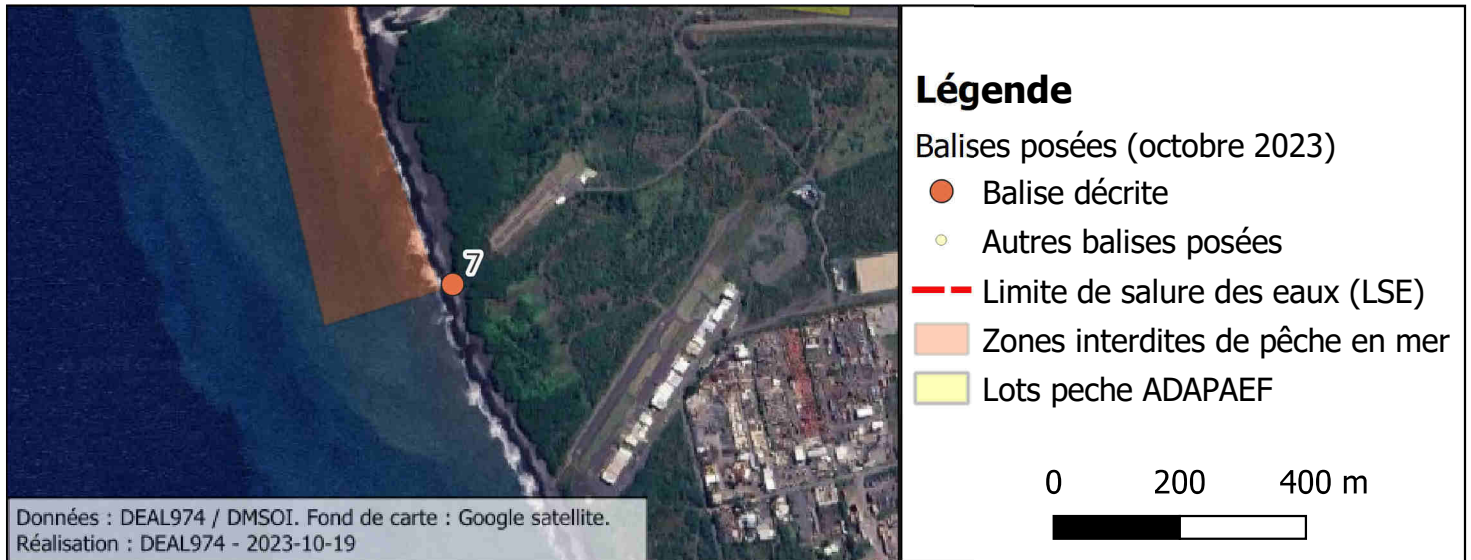 7
Données : DEAL974 / DMSOI. Fond de carte : Google satellite.
Réalisation : DEAL974 - 2023-10-19
Légende
Balises posées (octobre 2023)
Balise décrite
Autres balises posées
Limite de salure des eaux (LSE)
Zones interdites de pêche en mer
Lots peche ADAPAEF
0 200 400 m